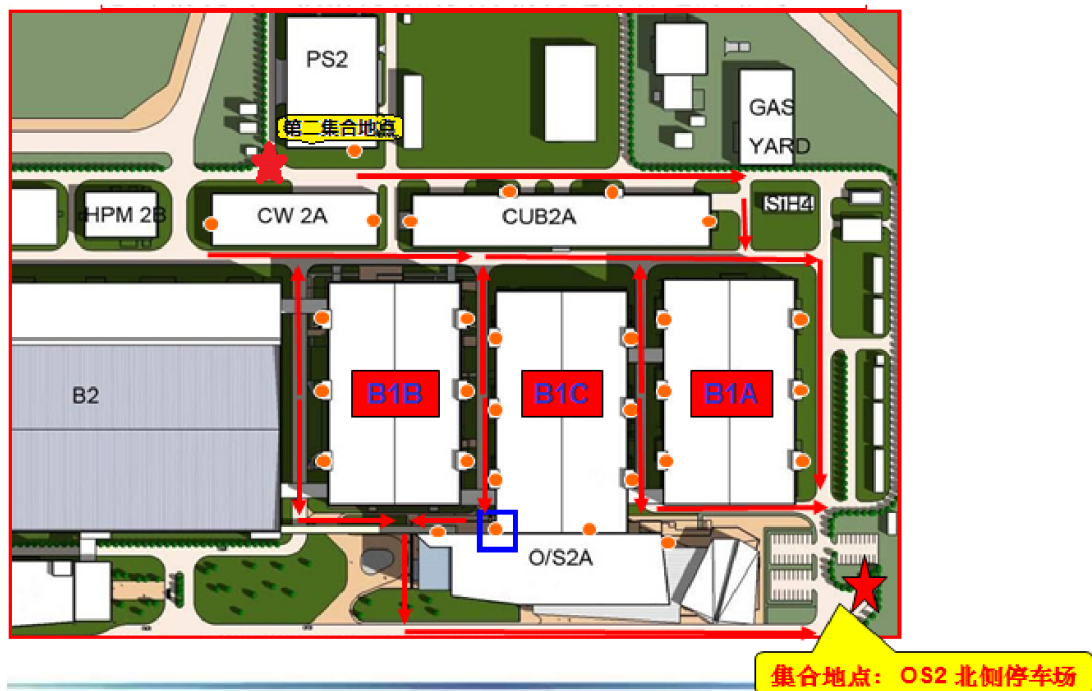 PS2
GAS
YARD
第二集合地点
HPM 2B
CW 2A
CUB2A
SiH4
B2
B1B
B1C
B1A
O/S2A
集合地点： OS2 北侧停车场